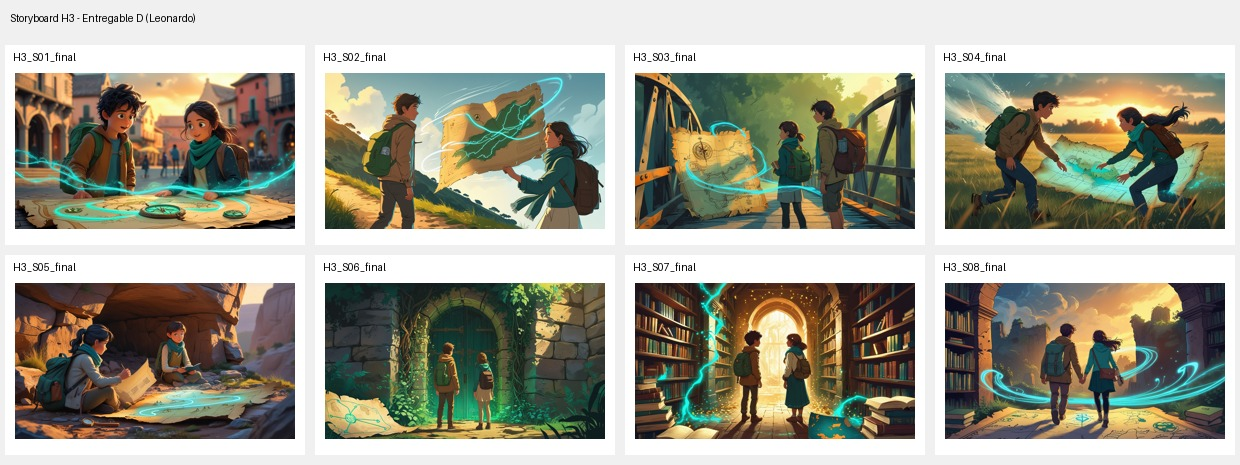 Storyboard H3 - Entregable D (Leonardo)
H3_S01_final
H3_S02_final
H3_S03_final
H3_S04_final
H3_S05_final
H3_S06_final
H3_S07_final
H3_S08_final